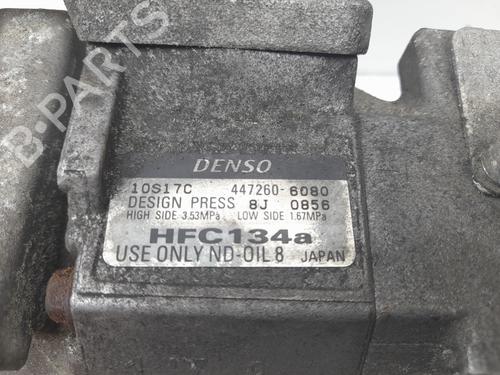 B-PARTS
DENSO
10S17C 447260-6080
DESIGN PRESS 8J 0856
HIGH SIDE 3.53MPa LOW SIDE 1.67MPa
HFC134a
USE ONLY ND-OIL 8 JAPAN